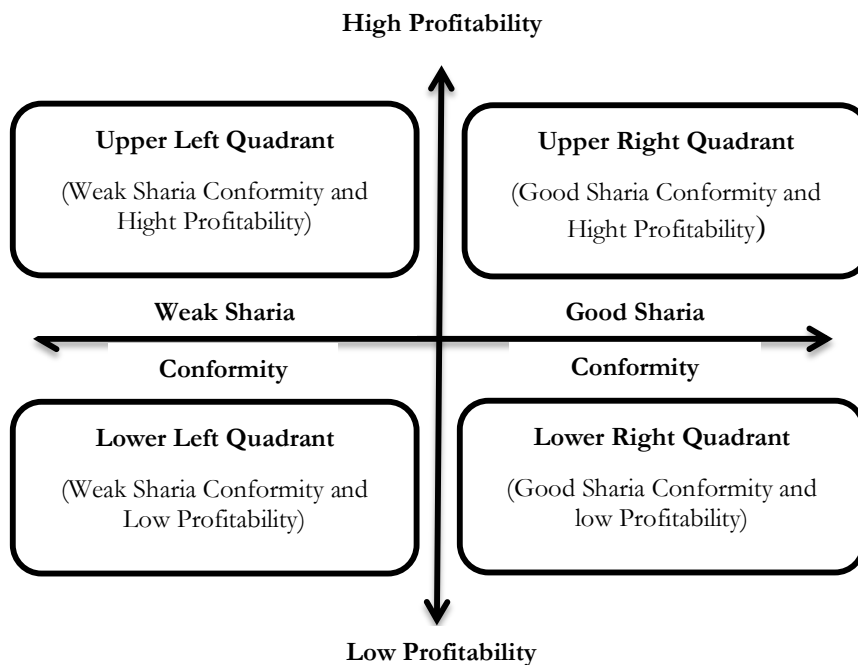 High Profitability
Upper Left Quadrant
(Weak Sharia Conformity and
Hight Profitability)
Upper Right Quadrant
(Good Sharia Conformity and
Hight Profitability)
Weak Sharia
Conformity
Good Sharia
Conformity
Lower Left Quadrant
(Weak Sharia Conformity and
Low Profitability)
Lower Right Quadrant
(Good Sharia Conformity and
low Profitability)
Low Profitability